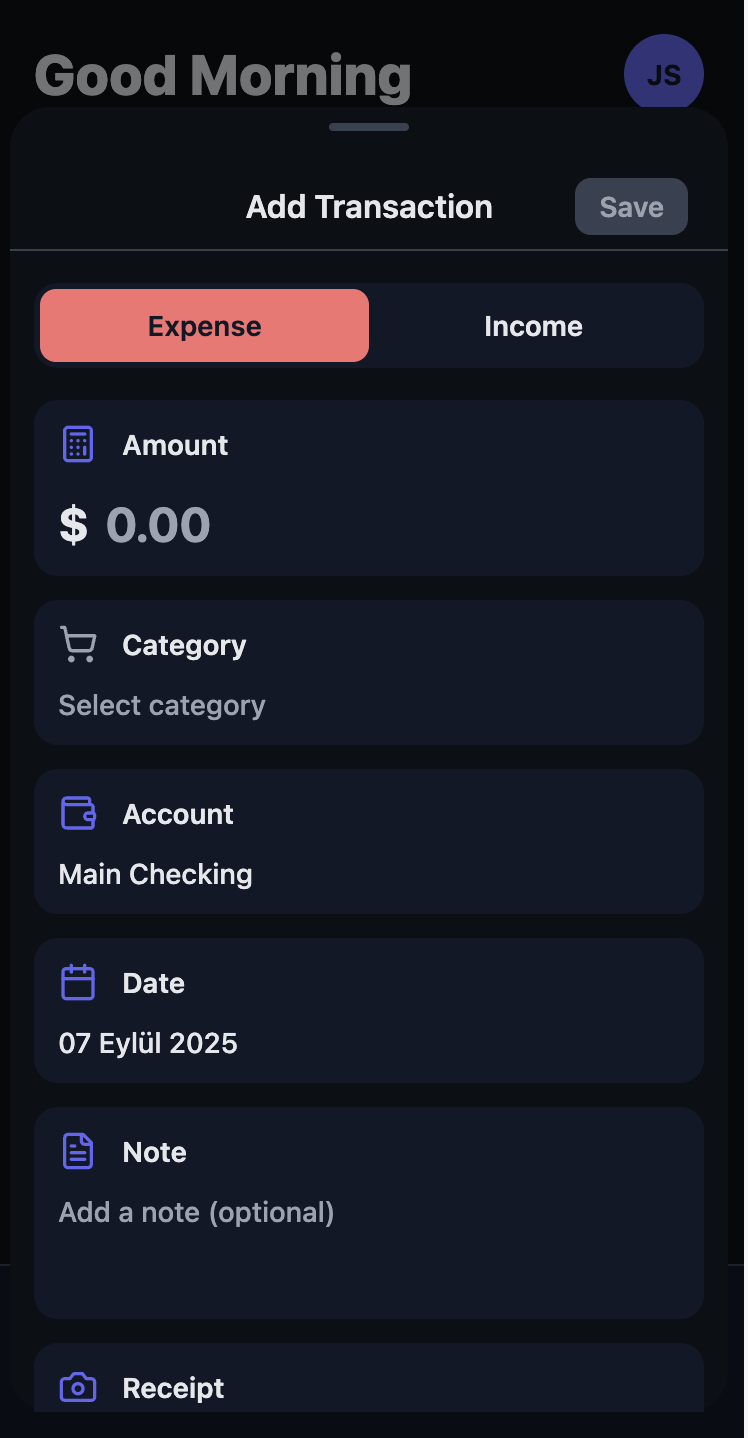 Good Morning
JS
Add Transaction
Save
Expense
Income
Amount
$ 0.00
Category
Select category
Account
Main Checking
Date
07 Eylül 2025
Note
Add a note (optional)
Receipt